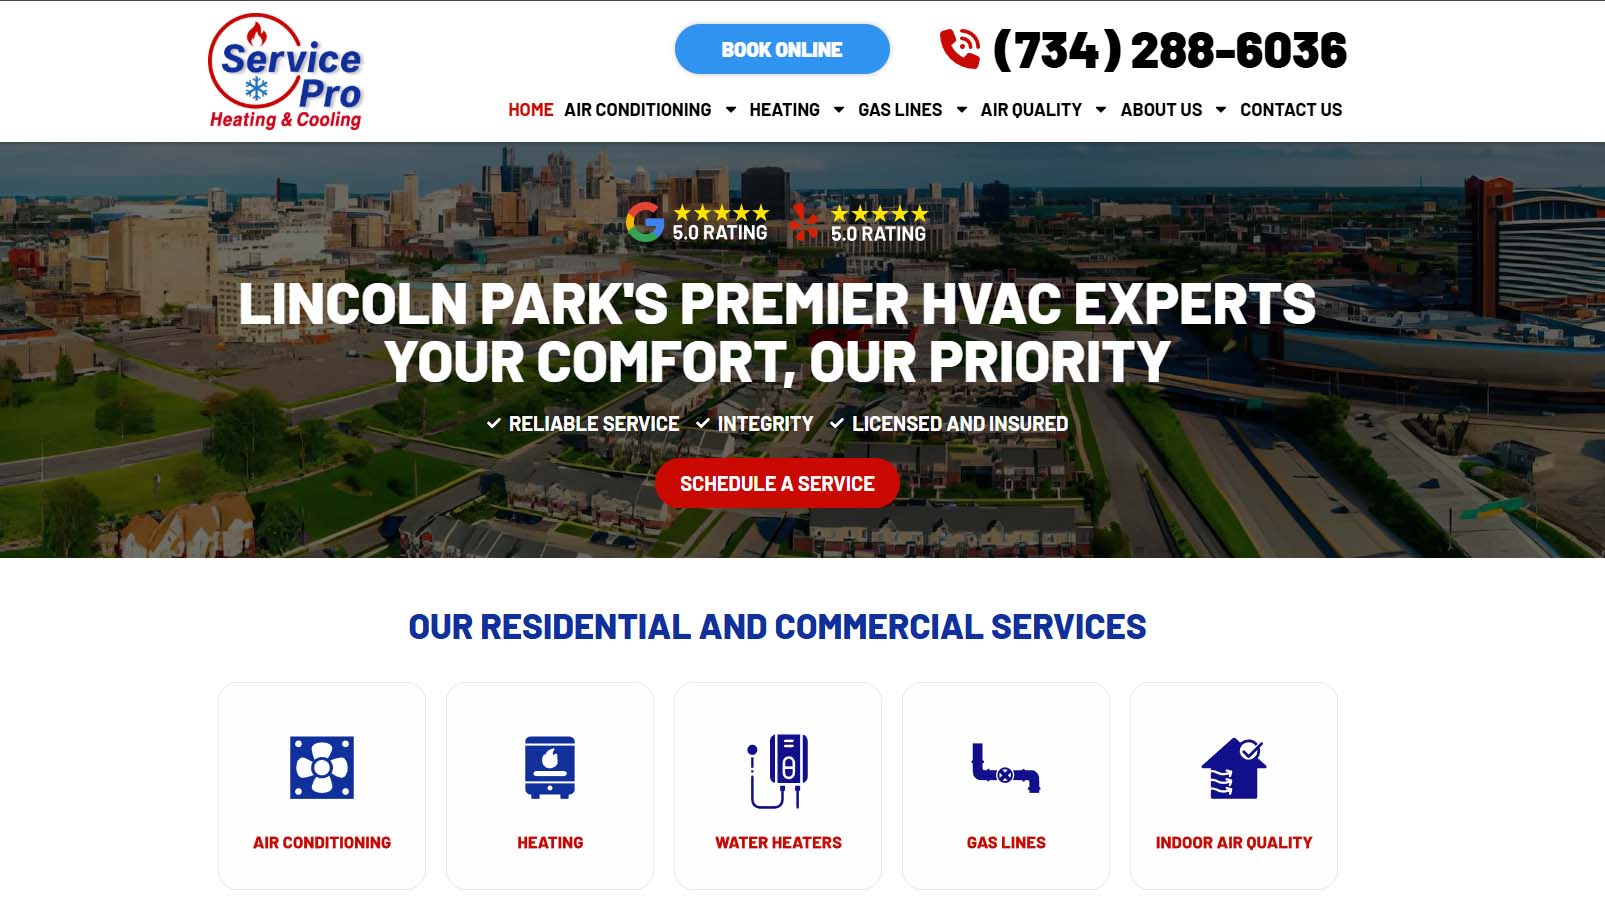 Service
Pro
Heating & Cooling
BOOK ONLINE
(734) 288-6036
HOME AIR CONDITIONING HEATING GAS LINES AIR QUALITY ABOUT US CONTACT US
5.0 RATING
5.0 RATING
LINCOLN PARK'S PREMIER HVAC EXPERTS
YOUR COMFORT, OUR PRIORITY
RELIABLE SERVICE INTEGRITY LICENSED AND INSURED
SCHEDULE A SERVICE
OUR RESIDENTIAL AND COMMERCIAL SERVICES
AIR CONDITIONING
HEATING
WATER HEATERS
GAS LINES
INDOOR AIR QUALITY